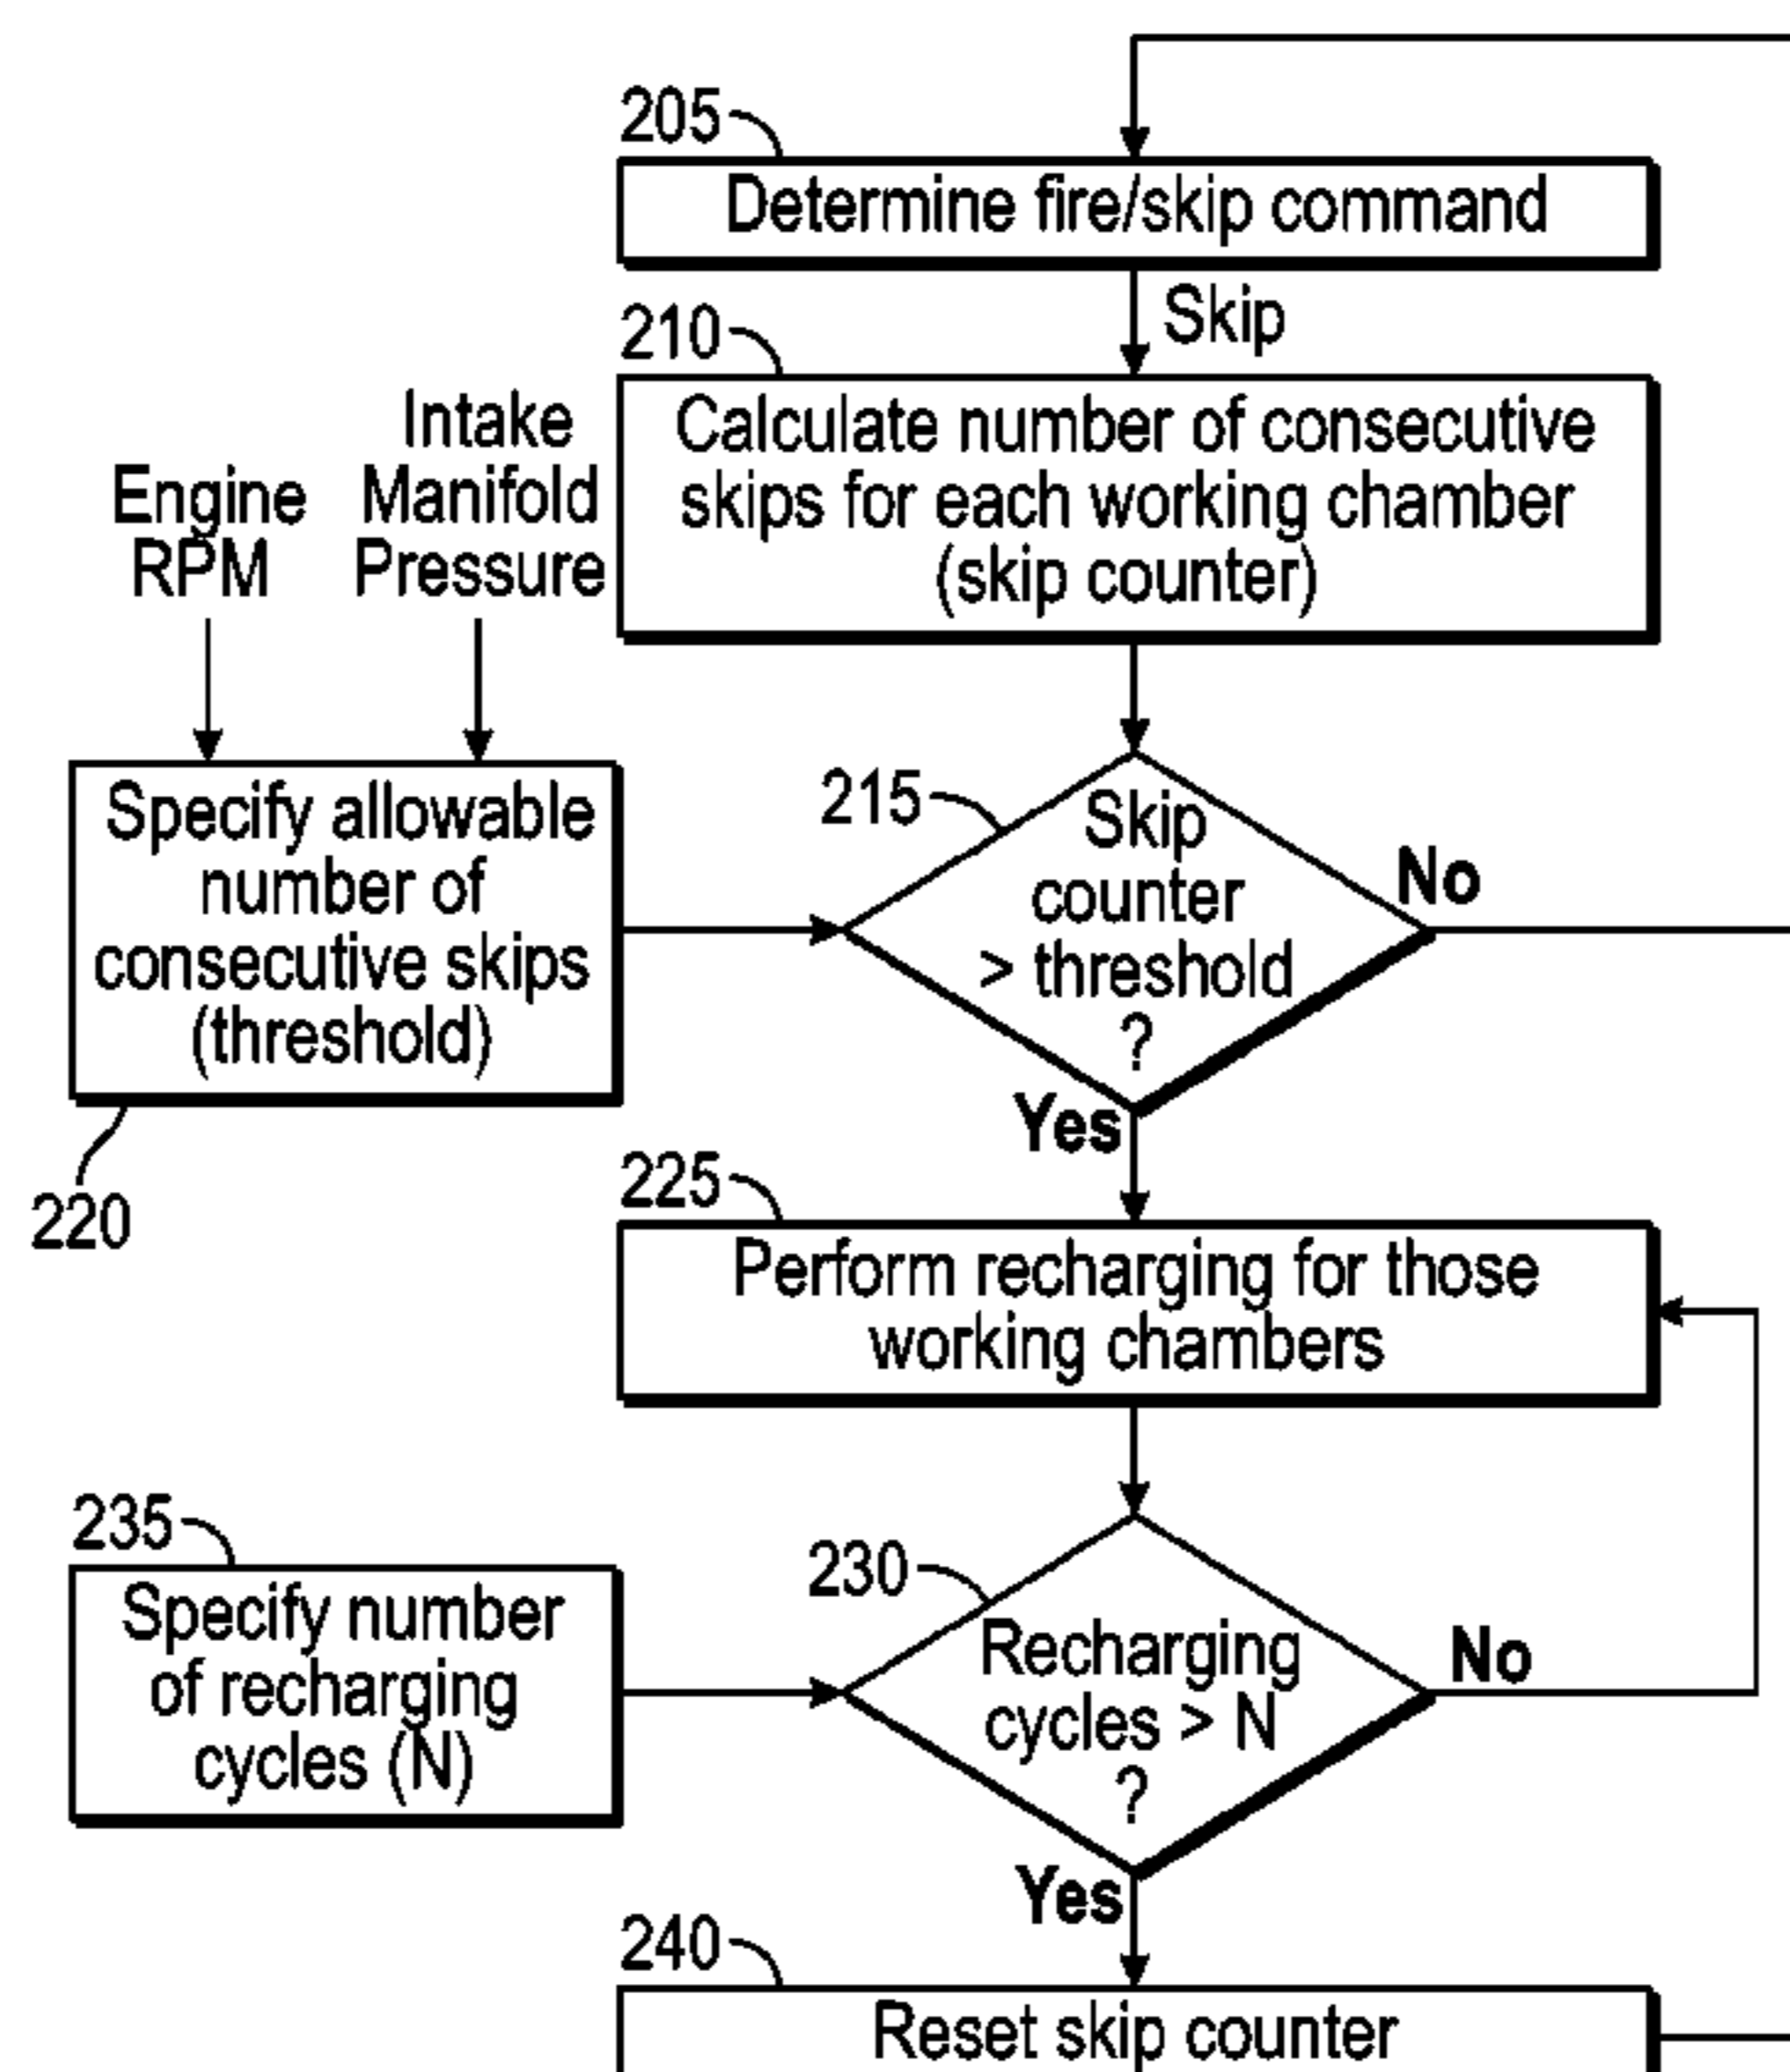 205
Determine fire/skip command
Skip
210
Calculate number of consecutive
skips for each working chamber
(skip counter)
Engine
RPM
Intake
Manifold
Pressure
Specify allowable
number of
consecutive skips
(threshold)
220
215
Skip
counter
> threshold
?
No
Yes
225
Perform recharging for those
working chambers
235
Specify number
of recharging
cycles (N)
230
Recharging
cycles > N
?
No
Yes
240
Reset skip counter